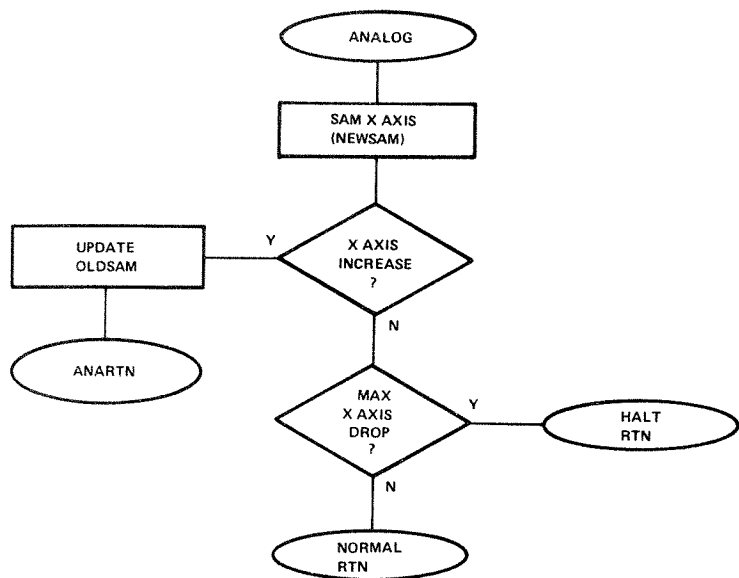 ANALOG
SAM X AXIS
(NEWSAM)
Y
X AXIS
INCREASE
?
UPDATE
OLDSAM
N
ANARTN
MAX
X AXIS
DROP
?
Y
HALT
RTN
N
NORMAL
RTN